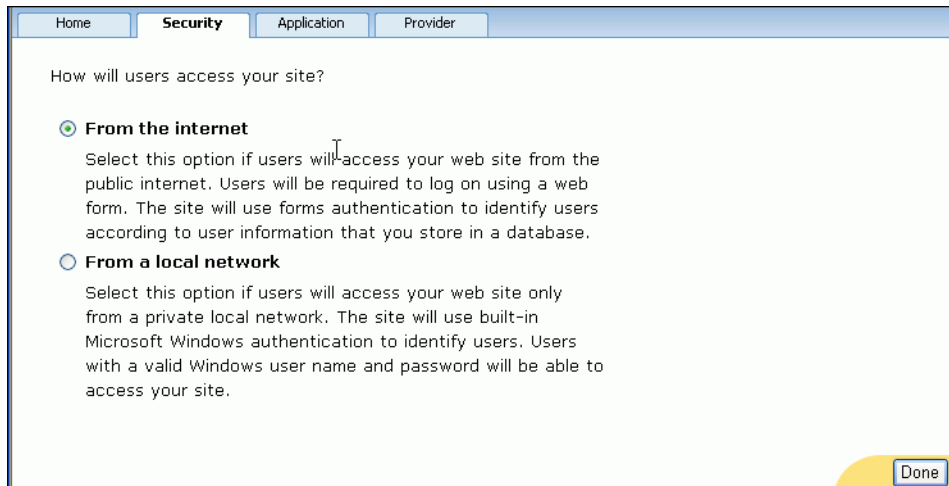 Home Security Application Provider
How will users access your site?
From the internet
Select this option if users will access your web site from the
public internet. Users will be required to log on using a web
form. The site will use forms authentication to identify users
according to user information that you store in a database.
From a local network
Select this option if users will access your web site only
from a private local network. The site will use built-in
Microsoft Windows authentication to identify users. Users
with a valid Windows user name and password will be able to
access your site.
Done